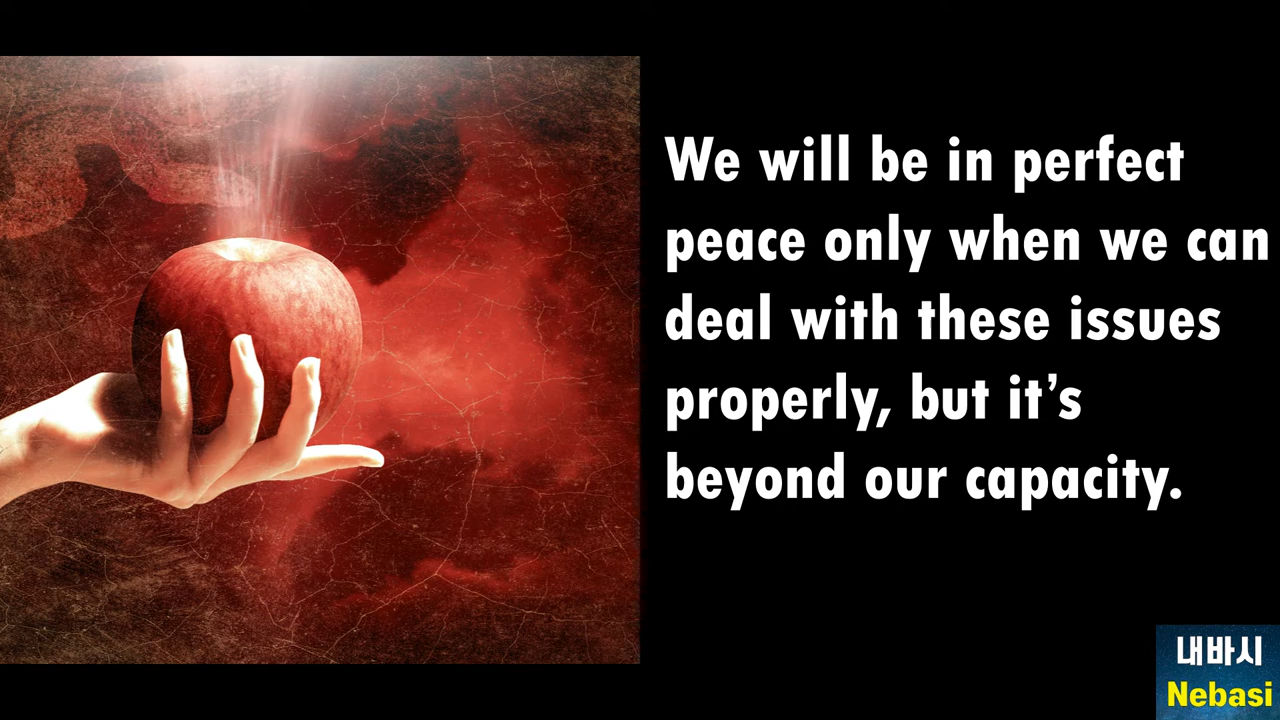 We will be in perfect
peace only when we can
deal with these issues
properly, but it’s
beyond our capacity.
내바시
Nebasi